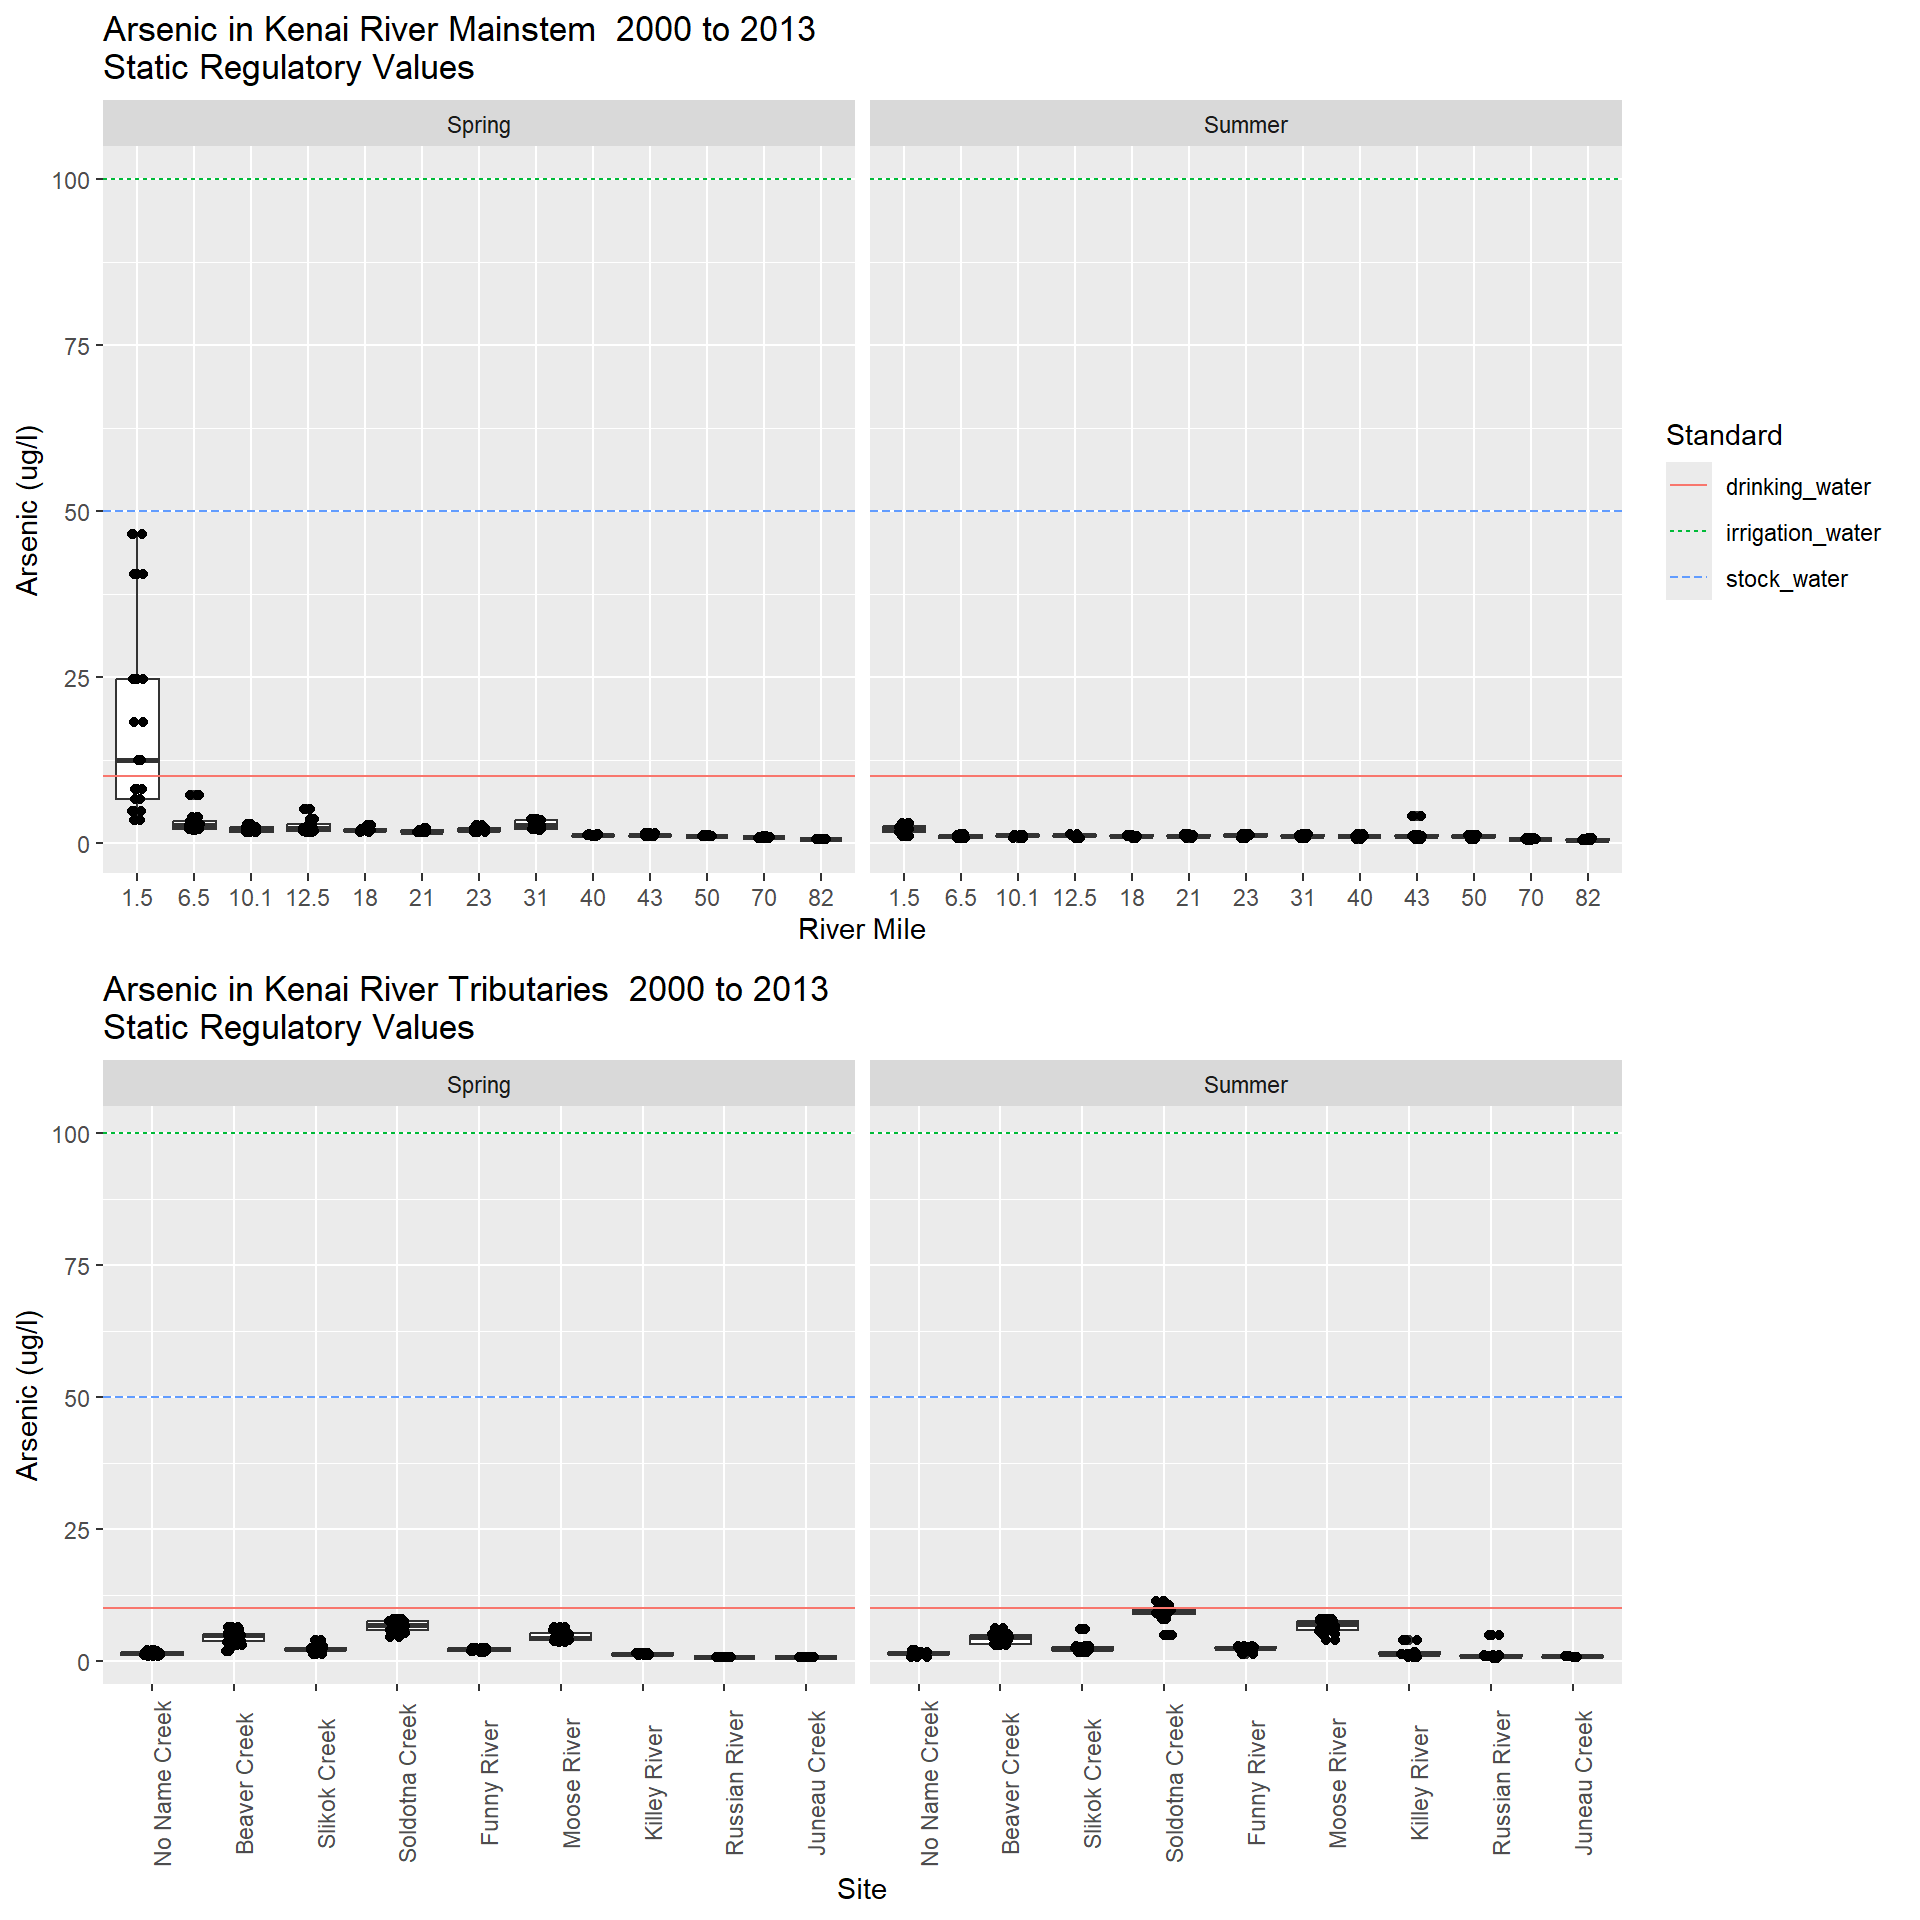 Arsenic in Kenai River Mainstem  2000 to 2013
Static Regulatory Values
Spring
Summer
Arsenic (ug/l)
100
75
50
25
0
1.5 6.5 10.1 12.5 18 21 23 31 40 43 50 70 82
1.5 6.5 10.1 12.5 18 21 23 31 40 43 50 70 82
River Mile
Standard
drinking_water
irrigation_water
stock_water
Arsenic in Kenai River Tributaries  2000 to 2013
Static Regulatory Values
Spring
Summer
Arsenic (ug/l)
100
75
50
25
0
No Name Creek
Beaver Creek
Slikok Creek
Soldotna Creek
Funny River
Moose River
Killey River
Russian River
Juneau Creek
No Name Creek
Beaver Creek
Slikok Creek
Soldotna Creek
Funny River
Moose River
Killey River
Russian River
Juneau Creek
Site